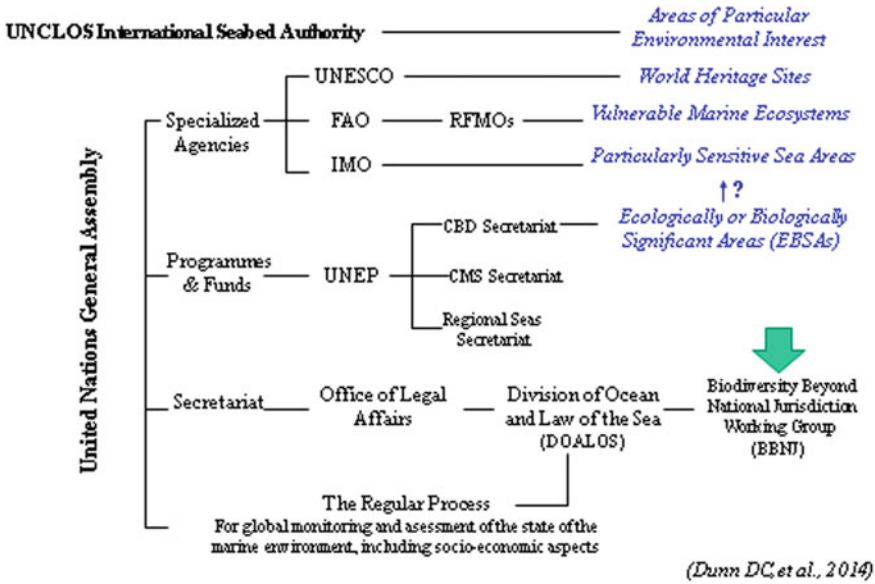 UNCLOS International Seabed Authority
Areas of Particular
Environmental Interest
UNESCO
World Heritage Sites
Specialized
Agencies
FAO
RFMOs
Vulnerable Marine Ecosystems
IMO
Particularly Sensitive Sea Areas
↑?
United Nations General Assembly
CBD Secretariat
Ecologically or Biologically
Significant Areas (EBSAs)
Programmes
& Funds
UNEP
CMS Secretariat
Regional Seas
Secretariat
Secretariat
Office of Legal
Affairs
Division of Ocean
and Law of the Sea
(DOALOS)
Biodiversity Beyond
National Jurisdiction
Working Group
(BBNJ)
The Regular Process
For global monitoring and asessment of the state of the
marine environment, including socio-economic aspects
(Dunn DC, et al., 2014)